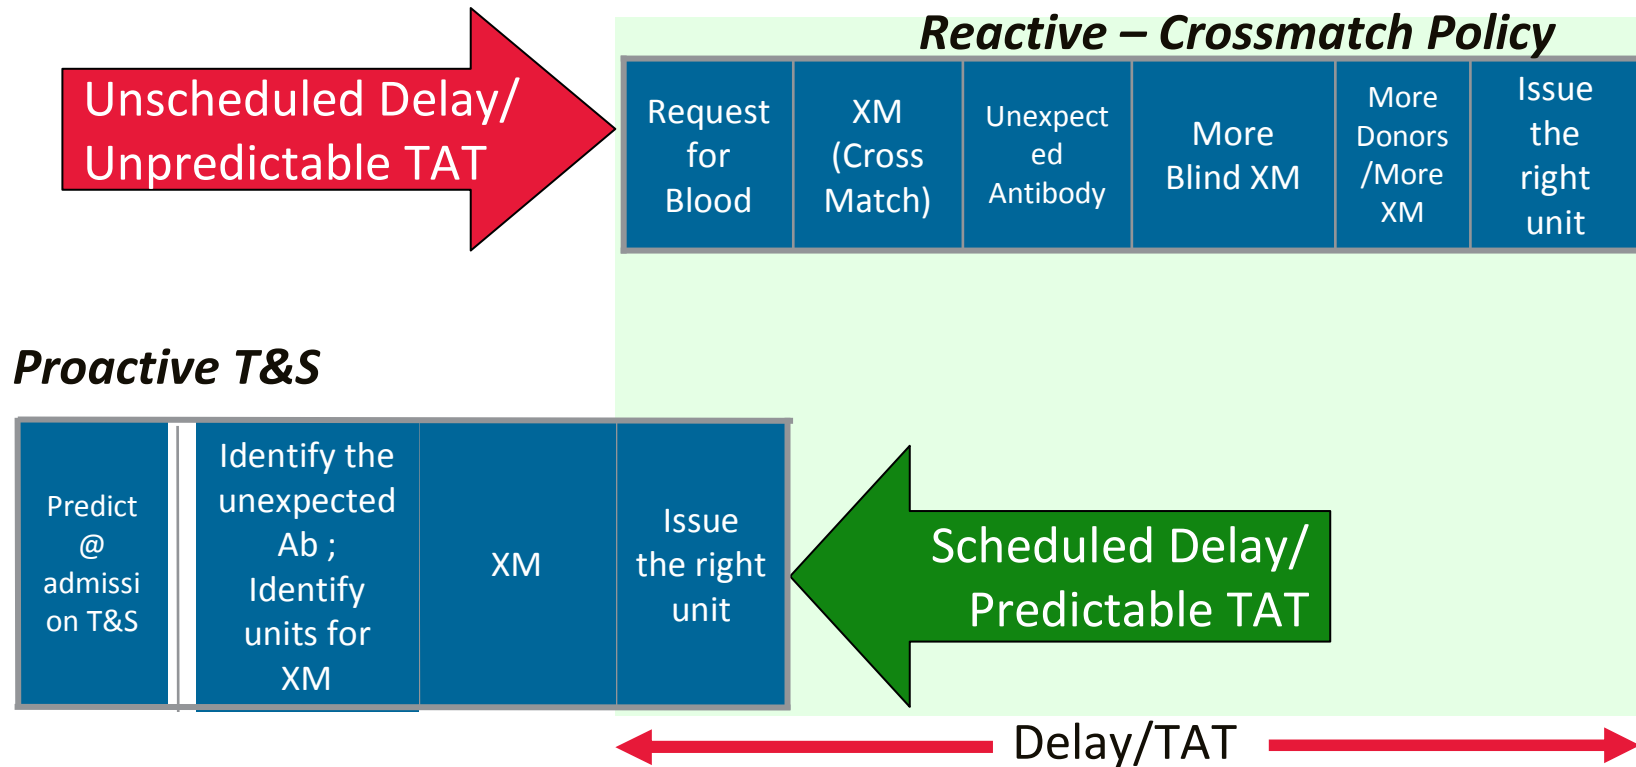 Reactive – Crossmatch Policy
Unscheduled Delay/
Unpredictable TAT
Request
for
Blood
XM
(Cross
Match)
Unexpect
ed
Antibody
More
Blind XM
More
Donors
/More
XM
Issue
the
right
unit
Proactive T&S
Predict
@
admissi
on T&S
Identify the
unexpected
Ab ;
Identify
units for
XM
XM
Issue
the right
unit
Scheduled Delay/
Predictable TAT
Delay/TAT